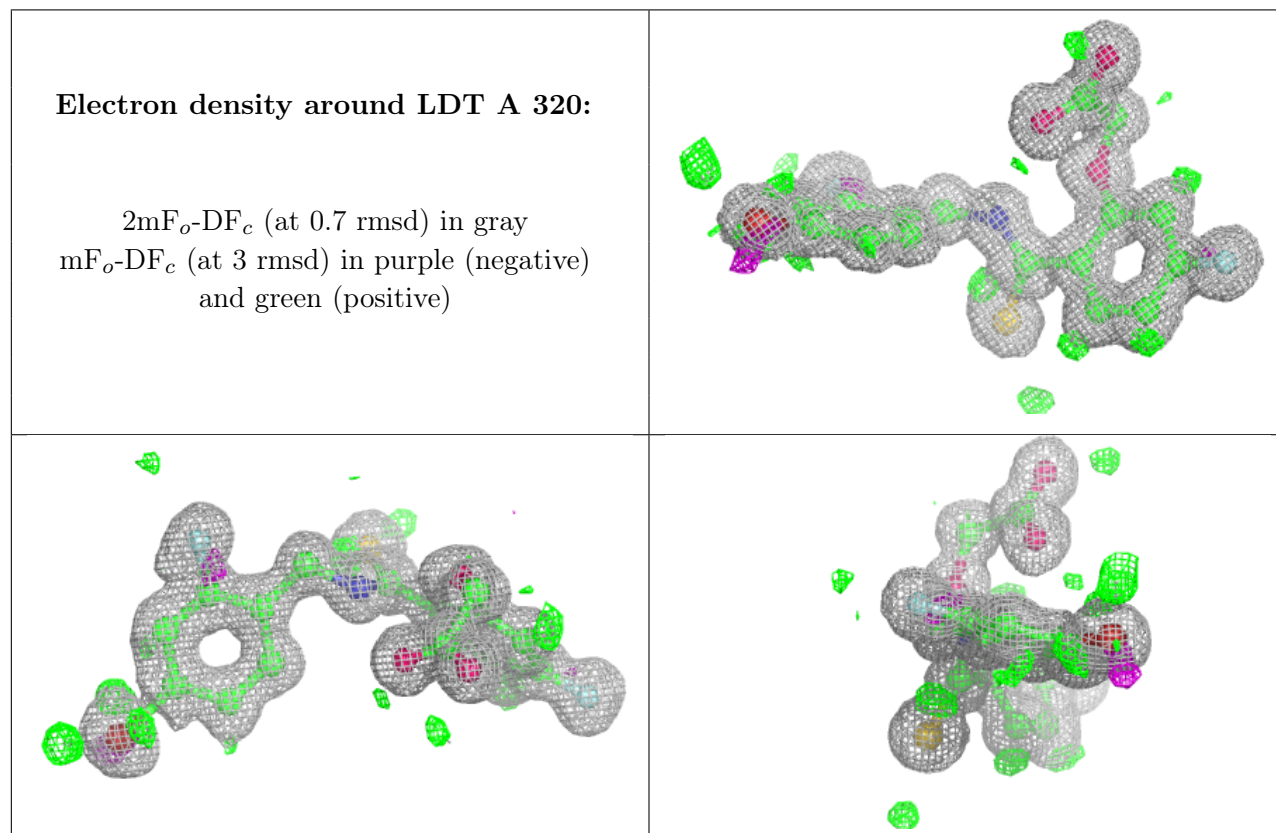 Electron density around LDT A 320:
2mFₒ-DF𝒸 (at 0.7 rmsd) in gray
mFₒ-DF𝒸 (at 3 rmsd) in purple (negative)
and green (positive)